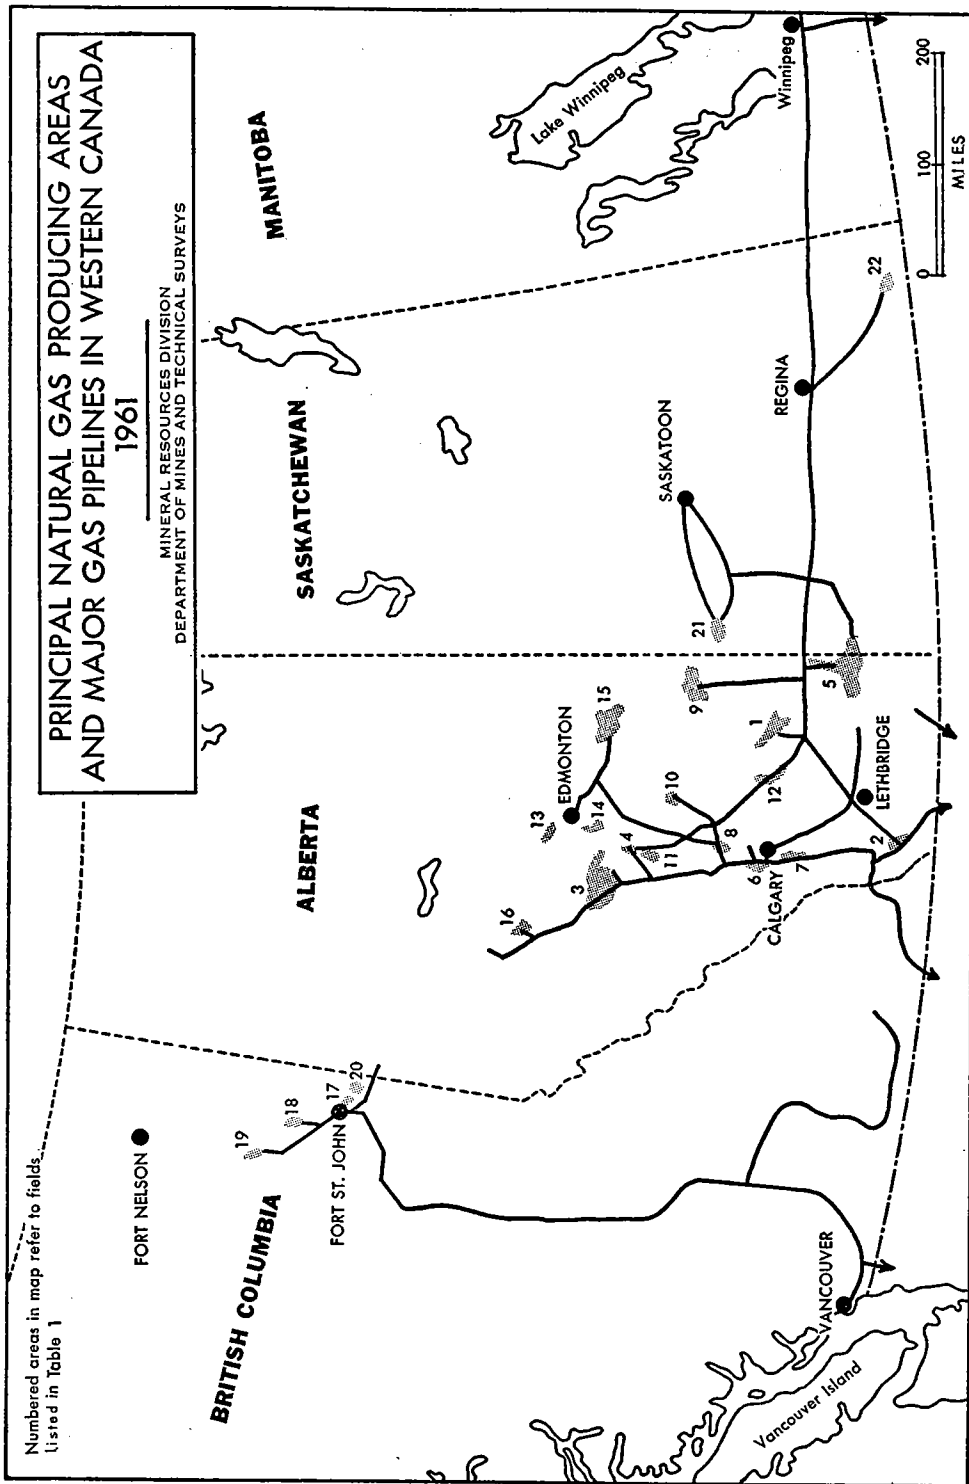 PRINCIPAL NATURAL GAS PRODUCING AREAS
AND MAJOR GAS PIPELINES IN WESTERN CANADA
1961
MINERAL RESOURCES DIVISION
DEPARTMENT OF MINES AND TECHNICAL SURVEYS
Numbered areas in map refer to fields
listed in Table 1
FORT NELSON
BRITISH COLUMBIA
19
18
17
20
FORT ST. JOHN
VANCOUVER
Vancouver Island
ALBERTA
16
3
13
EDMONTON
14
15
4
11
10
9
8
12
1
6
CALGARY
7
5
2
LETHBRIDGE
SASKATCHEWAN
21
SASKATOON
REGINA
22
MANITOBA
Lake Winnipeg
Winnipeg
0
100
200
MILES